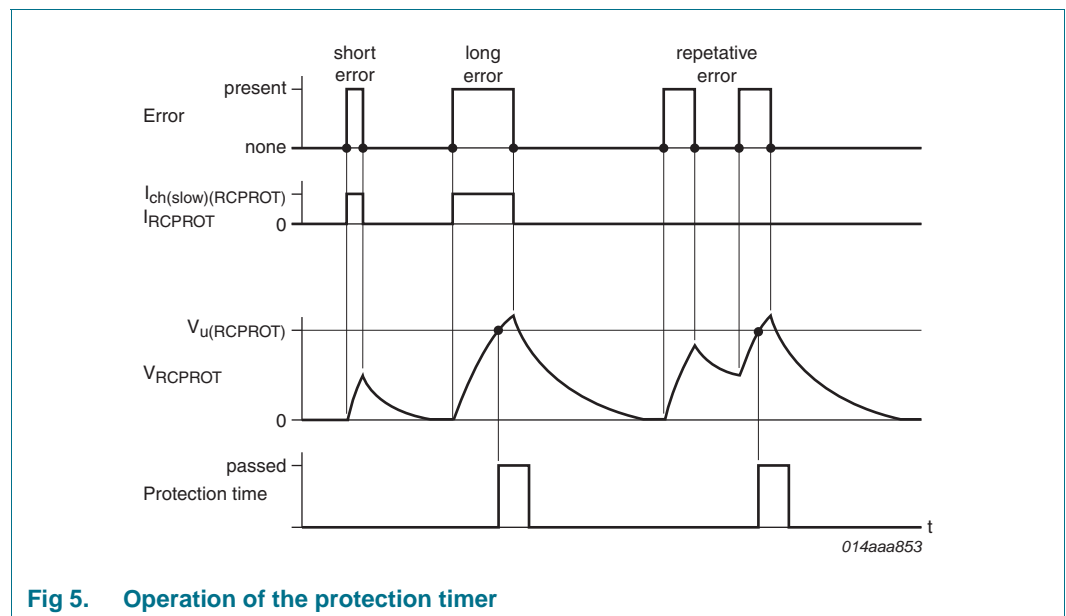 short error
long error
repetative error
present
Error
none
Ich(slow)(RCPROT)
IRCPROT
0
Vu(RCPROT)
VRCPROT
0
passed
Protection time
t
014aaa853
Fig 5. Operation of the protection timer